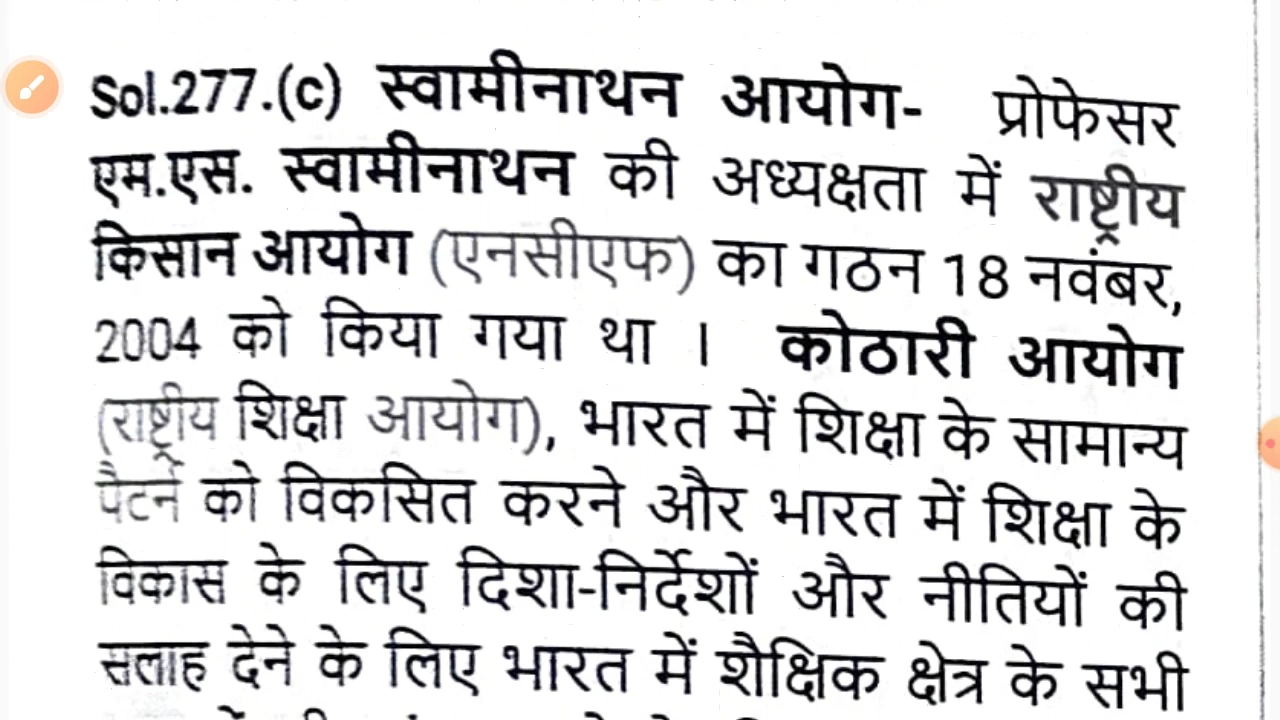 Sol.277.(c) स्वामीनाथन आयोग- प्रोफेसर
एम.एस. स्वामीनाथन की अध्यक्षता में राष्ट्रीय
किसान आयोग (एनसीएफ) का गठन 18 नवंबर,
2004 को किया गया था । कोठारी आयोग
(राष्ट्रीय शिक्षा आयोग), भारत में शिक्षा के सामान्य
पैटर्न को विकसित करने और भारत में शिक्षा के
विकास के लिए दिशा-निर्देशों और नीतियों की
सलाह देने के लिए भारत में शैक्षिक क्षेत्र के सभी